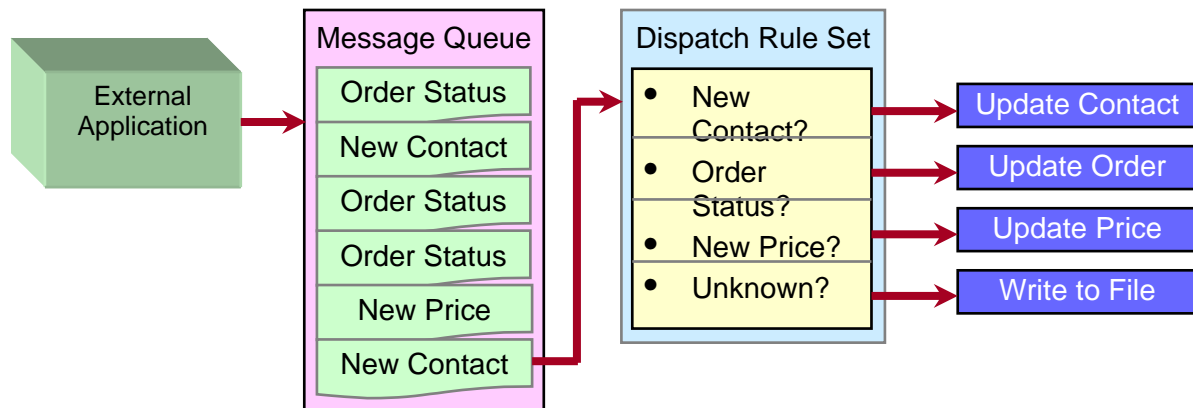 External
Application
Message Queue
Order Status
New Contact
Order Status
Order Status
New Price
New Contact
Dispatch Rule Set
• New
Contact?
• Order
Status?
• New Price?
• Unknown?
Update Contact
Update Order
Update Price
Write to File